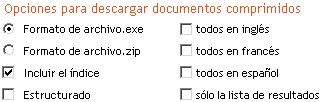 Opciones para descargar documentos comprimidos
Formato de archivo.exe
todos en inglés
Formato de archivo.zip
todos en francés
Incluir el índice
todos en español
Estructurado
sólo la lista de resultados